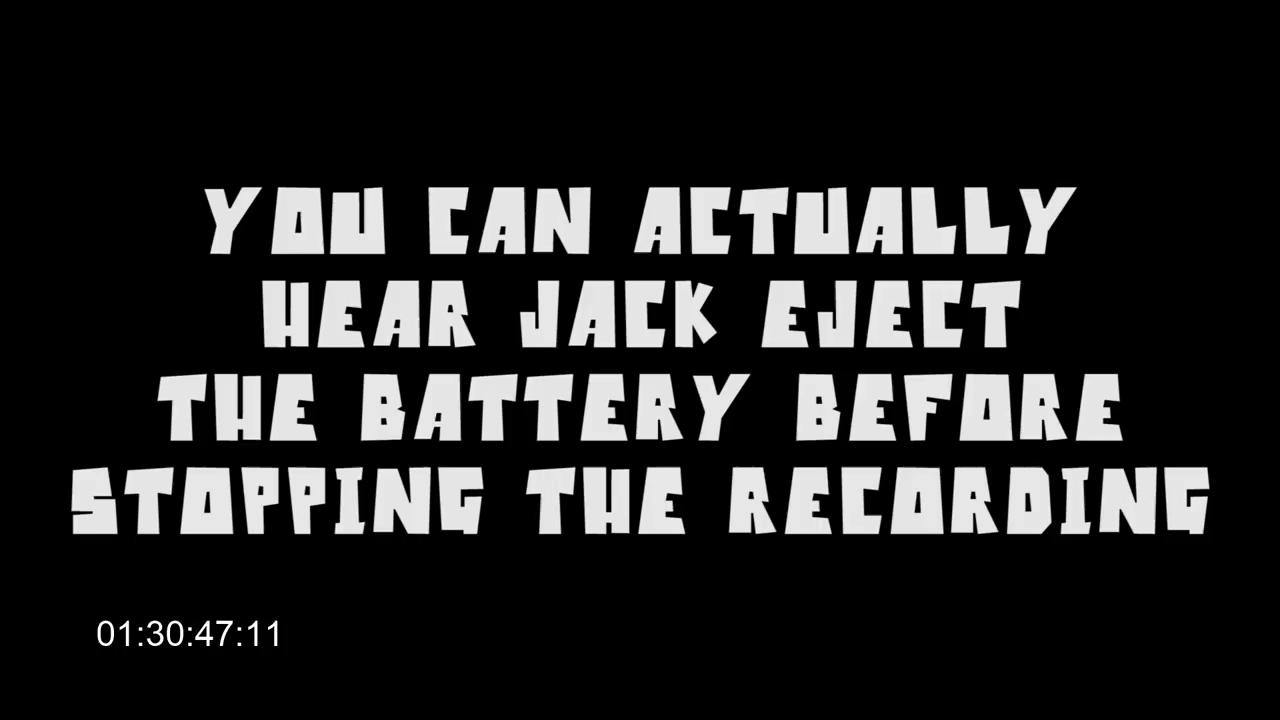 YOU CAN ACTUALLY
HEAR JACK EJECT
THE BATTERY BEFORE
STOPPING THE RECORDING
01:30:47:11